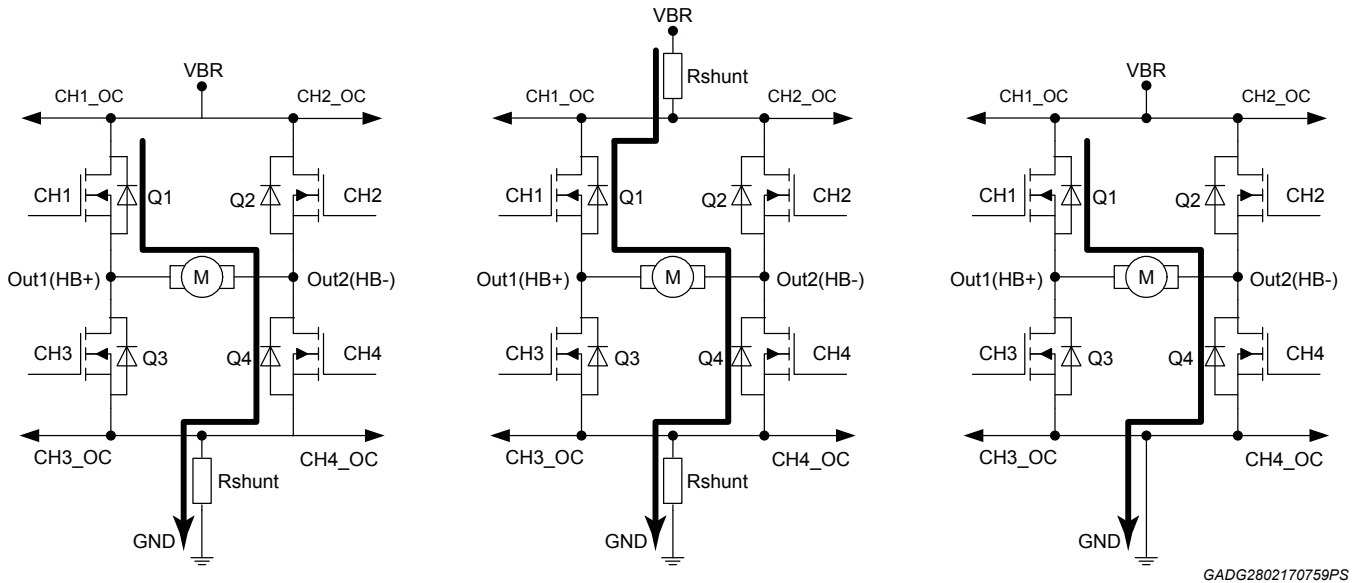 VBR
CH1_OC
CH2_OC
CH1
Q1
Q2
CH2
Out1(HB+)
M
Out2(HB-)
CH3
Q3
Q4
CH4
CH3_OC
CH4_OC
Rshunt
GND
VBR
Rshunt
CH1_OC
CH2_OC
CH1
Q1
Q2
CH2
Out1(HB+)
M
Out2(HB-)
CH3
Q3
Q4
CH4
CH3_OC
CH4_OC
Rshunt
GND
VBR
CH1_OC
CH2_OC
CH1
Q1
Q2
CH2
Out1(HB+)
M
Out2(HB-)
CH3
Q3
Q4
CH4
CH3_OC
CH4_OC
GND
GADG2802170759PS